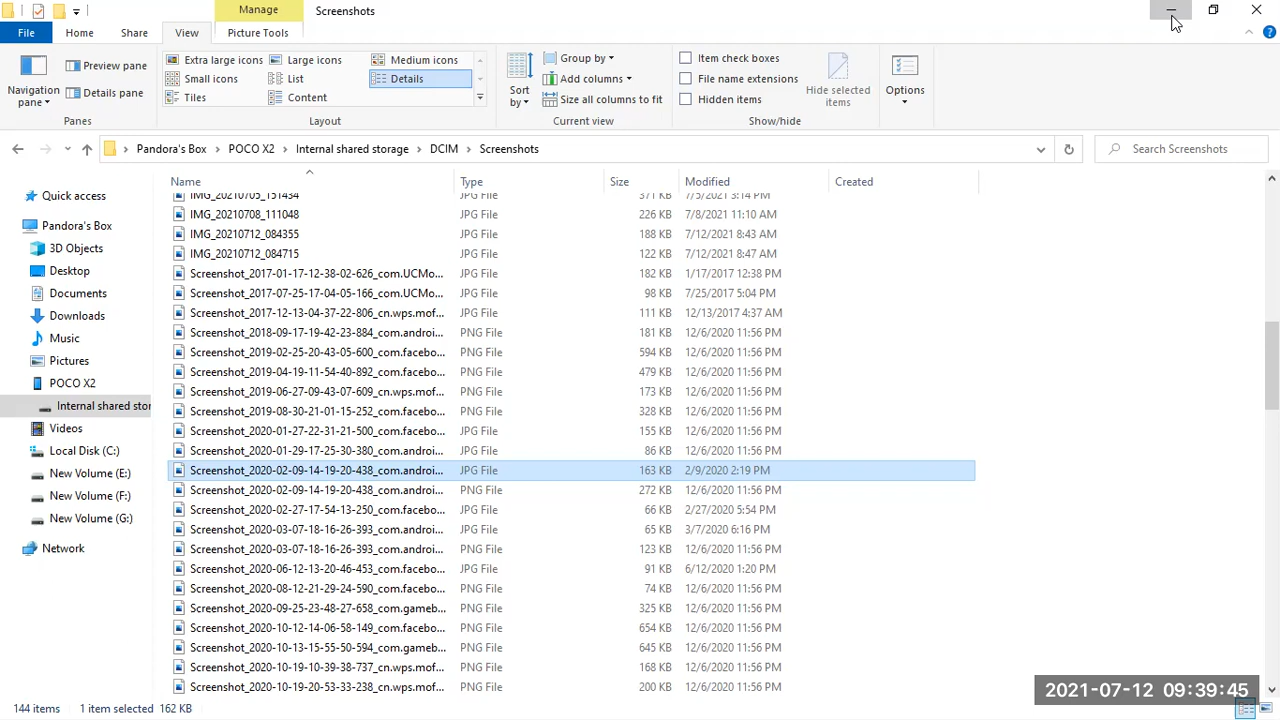 Manage
Screenshots
File
Home
Share
View
Picture Tools
Navigation pane
Preview pane
Details pane
Panes
Extra large icons
Large icons
Medium icons
Small icons
List
Details
Tiles
Content
Layout
Sort by
Group by
Add columns
Size all columns to fit
Current view
Item check boxes
File name extensions
Hidden items
Hide selected items
Show/hide
Options
Pandora's Box > POCO X2 > Internal shared storage > DCIM > Screenshots
Search Screenshots
Quick access
Pandora's Box
3D Objects
Desktop
Documents
Downloads
Music
Pictures
POCO X2
Internal shared stor
Videos
Local Disk (C:)
New Volume (E:)
New Volume (F:)
New Volume (G:)
Network
Name Type Size Modified Created
IMG_20210705_151434 JPG File 371 KB 7/5/2021 3:14 PM
IMG_20210708_111048 JPG File 226 KB 7/8/2021 11:10 AM
IMG_20210712_084355 JPG File 188 KB 7/12/2021 8:43 AM
IMG_20210712_084715 JPG File 122 KB 7/12/2021 8:47 AM
Screenshot_2017-01-17-12-38-02-626_com.UCMo... JPG File 182 KB 1/17/2017 12:38 PM
Screenshot_2017-07-25-17-04-05-166_com.UCMo... JPG File 98 KB 7/25/2017 5:04 PM
Screenshot_2017-12-13-04-37-22-806_cn.wps.mof... JPG File 111 KB 12/13/2017 4:37 AM
Screenshot_2018-09-17-19-42-23-884_com.androi... PNG File 181 KB 12/6/2020 11:56 PM
Screenshot_2019-02-25-20-43-05-600_com.facebo... PNG File 594 KB 12/6/2020 11:56 PM
Screenshot_2019-04-19-11-54-40-892_com.facebo... PNG File 479 KB 12/6/2020 11:56 PM
Screenshot_2019-06-27-09-43-07-609_cn.wps.mof... PNG File 173 KB 12/6/2020 11:56 PM
Screenshot_2019-08-30-21-01-15-252_com.facebo... PNG File 328 KB 12/6/2020 11:56 PM
Screenshot_2020-01-27-22-31-21-500_com.facebo... PNG File 155 KB 12/6/2020 11:56 PM
Screenshot_2020-01-29-17-25-30-380_com.androi... PNG File 86 KB 12/6/2020 11:56 PM
Screenshot_2020-02-09-14-19-20-438_com.androi... JPG File 163 KB 2/9/2020 2:19 PM
Screenshot_2020-02-09-14-19-20-438_com.androi... PNG File 272 KB 12/6/2020 11:56 PM
Screenshot_2020-02-27-17-54-13-250_com.facebo... JPG File 66 KB 2/27/2020 5:54 PM
Screenshot_2020-03-07-18-16-26-393_com.androi... JPG File 65 KB 3/7/2020 6:16 PM
Screenshot_2020-03-07-18-16-26-393_com.androi... PNG File 123 KB 12/6/2020 11:56 PM
Screenshot_2020-06-12-13-20-46-453_com.facebo... JPG File 91 KB 6/12/2020 1:20 PM
Screenshot_2020-08-12-21-29-24-590_com.facebo... PNG File 74 KB 12/6/2020 11:56 PM
Screenshot_2020-09-25-23-48-27-658_com.gameb... PNG File 325 KB 12/6/2020 11:56 PM
Screenshot_2020-10-12-14-06-58-149_com.facebo... PNG File 654 KB 12/6/2020 11:56 PM
Screenshot_2020-10-13-15-55-50-594_com.gameb... PNG File 645 KB 12/6/2020 11:56 PM
Screenshot_2020-10-19-10-39-38-737_cn.wps.mof... PNG File 168 KB 12/6/2020 11:56 PM
Screenshot_2020-10-19-20-53-33-238_cn.wps.mof... PNG File 200 KB 12/6/2020 11:56 PM
144 items 1 item selected 162 KB
2021-07-12 09:39:45